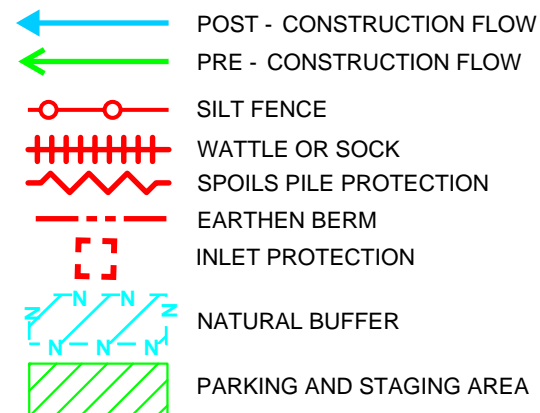 POST - CONSTRUCTION FLOW
PRE - CONSTRUCTION FLOW
SILT FENCE
WATTLE OR SOCK
SPOILS PILE PROTECTION
EARTHEN BERM
INLET PROTECTION
N N
N N
NATURAL BUFFER
N N N
PARKING AND STAGING AREA